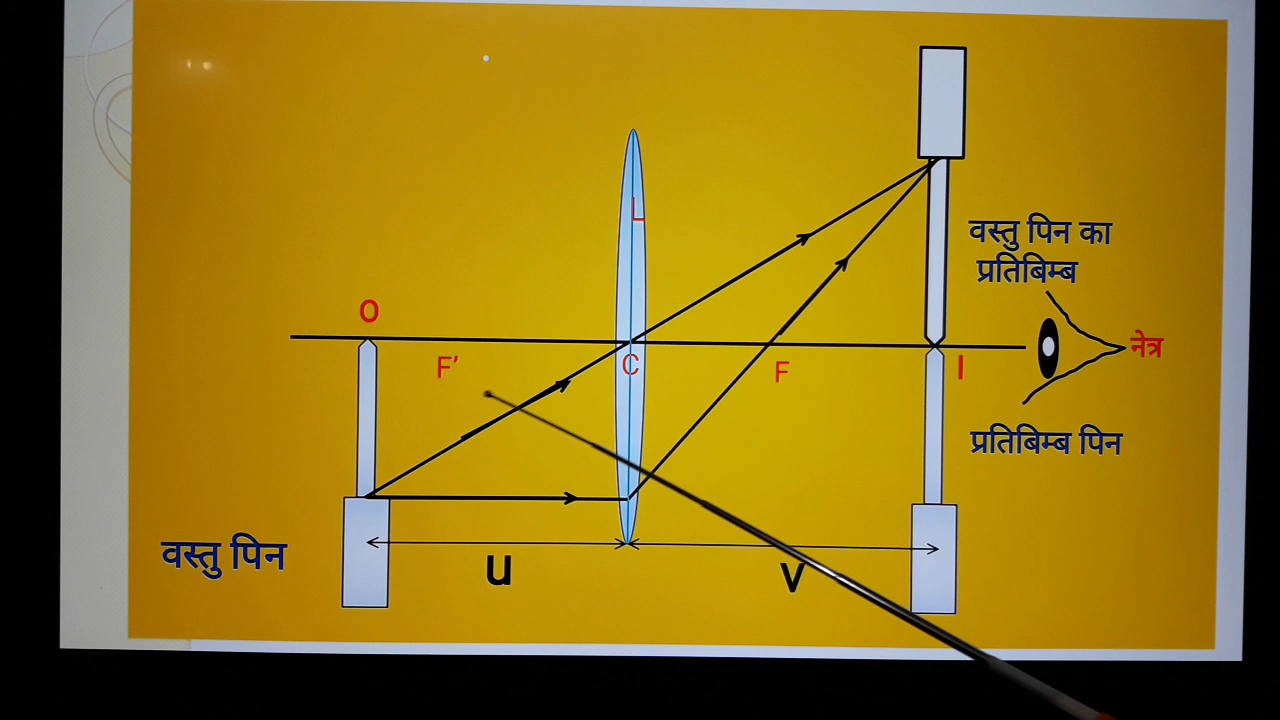 O
L
वस्तु पिन का
प्रतिबिम्ब
F’
C
F
I
नेत्र
प्रतिबिम्ब पिन
वस्तु पिन
u
v